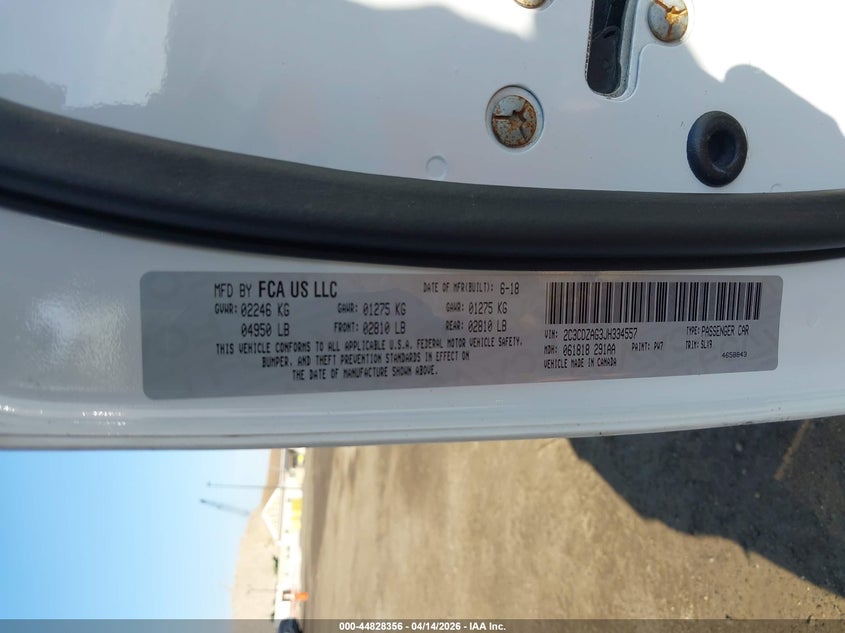 MFD BY FCA US LLC DATE OF MFR(BUILT): 6-18
GVWR: 02246 KG GAWR: 01275 KG GAWR: 01275 KG
04950 LB FRONT: 02810 LB REAR: 02810 LB
THIS VEHICLE CONFORMS TO ALL APPLICABLE U.S.A. FEDERAL MOTOR VEHICLE SAFETY,
BUMPER, AND THEFT PREVENTION STANDARDS IN EFFECT ON
THE DATE OF MANUFACTURE SHOWN ABOVE.
VIN: 2C3CDZAG3JH334557 TYPE: PASSENGER CAR
MDH: 061818 291AA PAINT: PW7 TRIM: SLX9
VEHICLE MADE IN CANADA 4658643
000-44828356 - 04/14/2026 - IAA Inc.